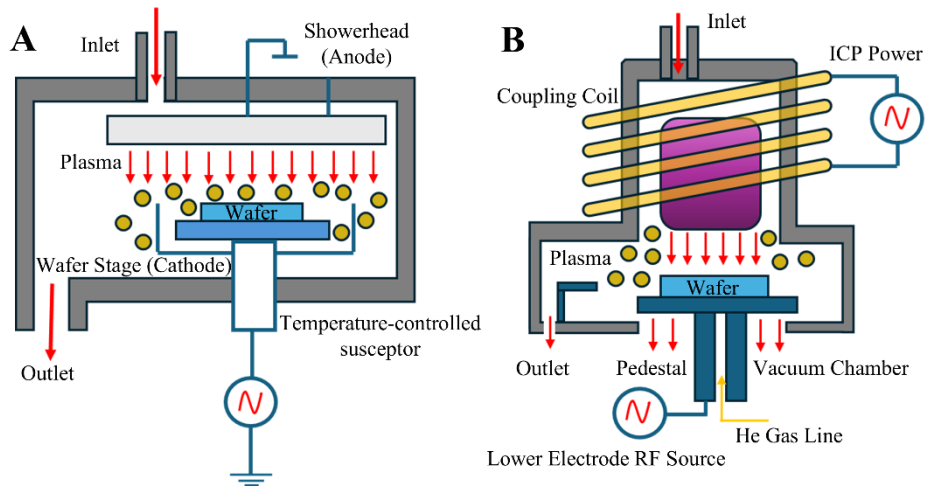 A
Inlet
Showerhead
(Anode)
Plasma
Wafer
Wafer Stage (Cathode)
Temperature-controlled
susceptor
Outlet
B
Inlet
ICP Power
Coupling Coil
Plasma
Wafer
Outlet
Pedestal
Vacuum Chamber
He Gas Line
Lower Electrode RF Source